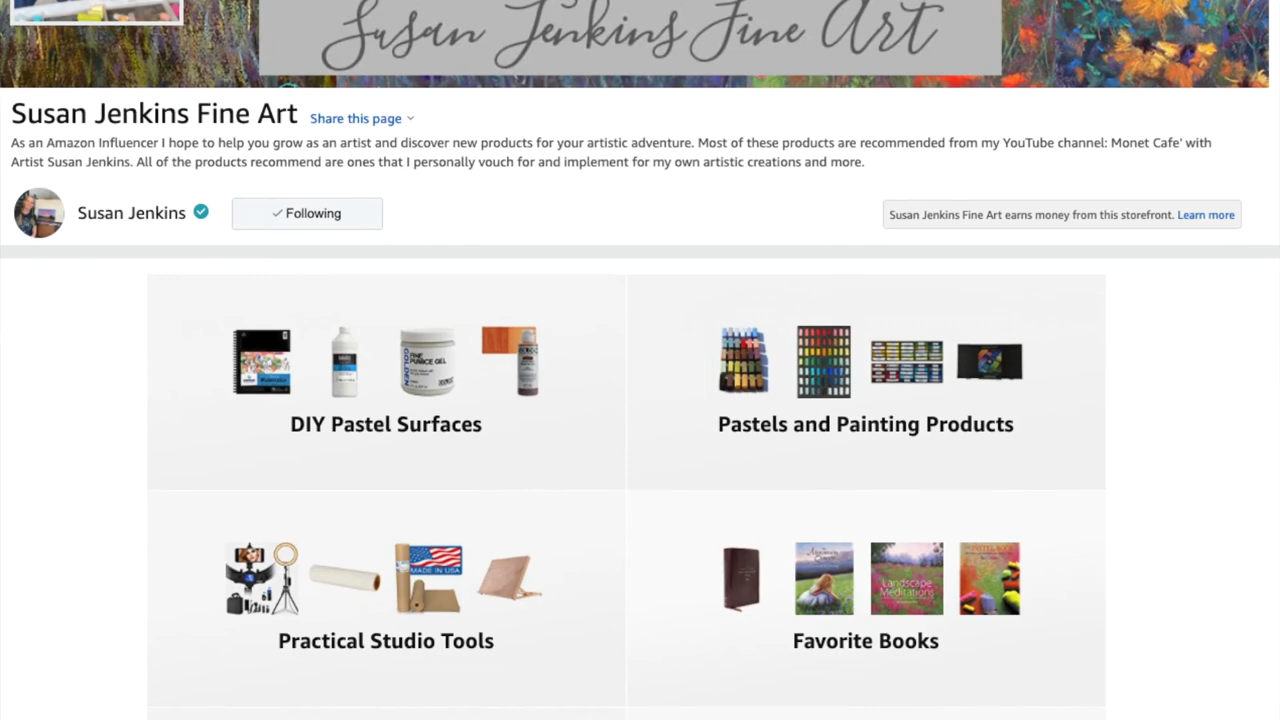 Susan Jenkins Fine Art
Susan Jenkins Fine Art
Share this page
As an Amazon Influencer I hope to help you grow as an artist and discover new products for your artistic adventure. Most of these products are recommended from my YouTube channel: Monet Cafe' with
Artist Susan Jenkins. All of the products recommend are ones that I personally vouch for and implement for my own artistic creations and more.
Susan Jenkins
Following
Susan Jenkins Fine Art earns money from this storefront. Learn more
GOLDEN
FINE
PUMICE GEL
DIY Pastel Surfaces
Pastels and Painting Products
MADE IN USA
Landscape
Meditations
Practical Studio Tools
Favorite Books